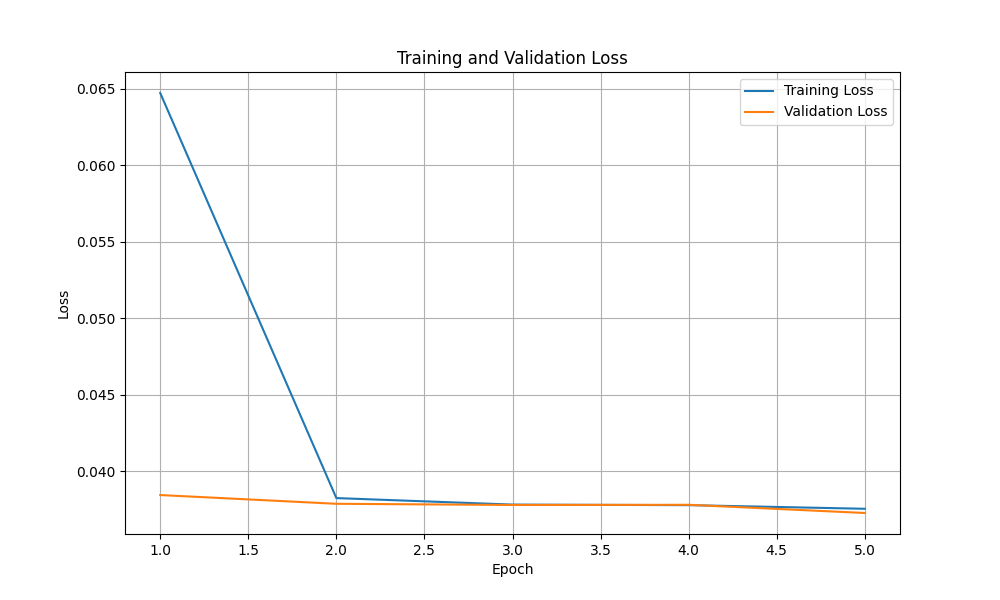 Training and Validation Loss
Training Loss
Validation Loss
0.065
0.060
0.055
0.050
0.045
0.040
Loss
1.0 1.5 2.0 2.5 3.0 3.5 4.0 4.5 5.0
Epoch